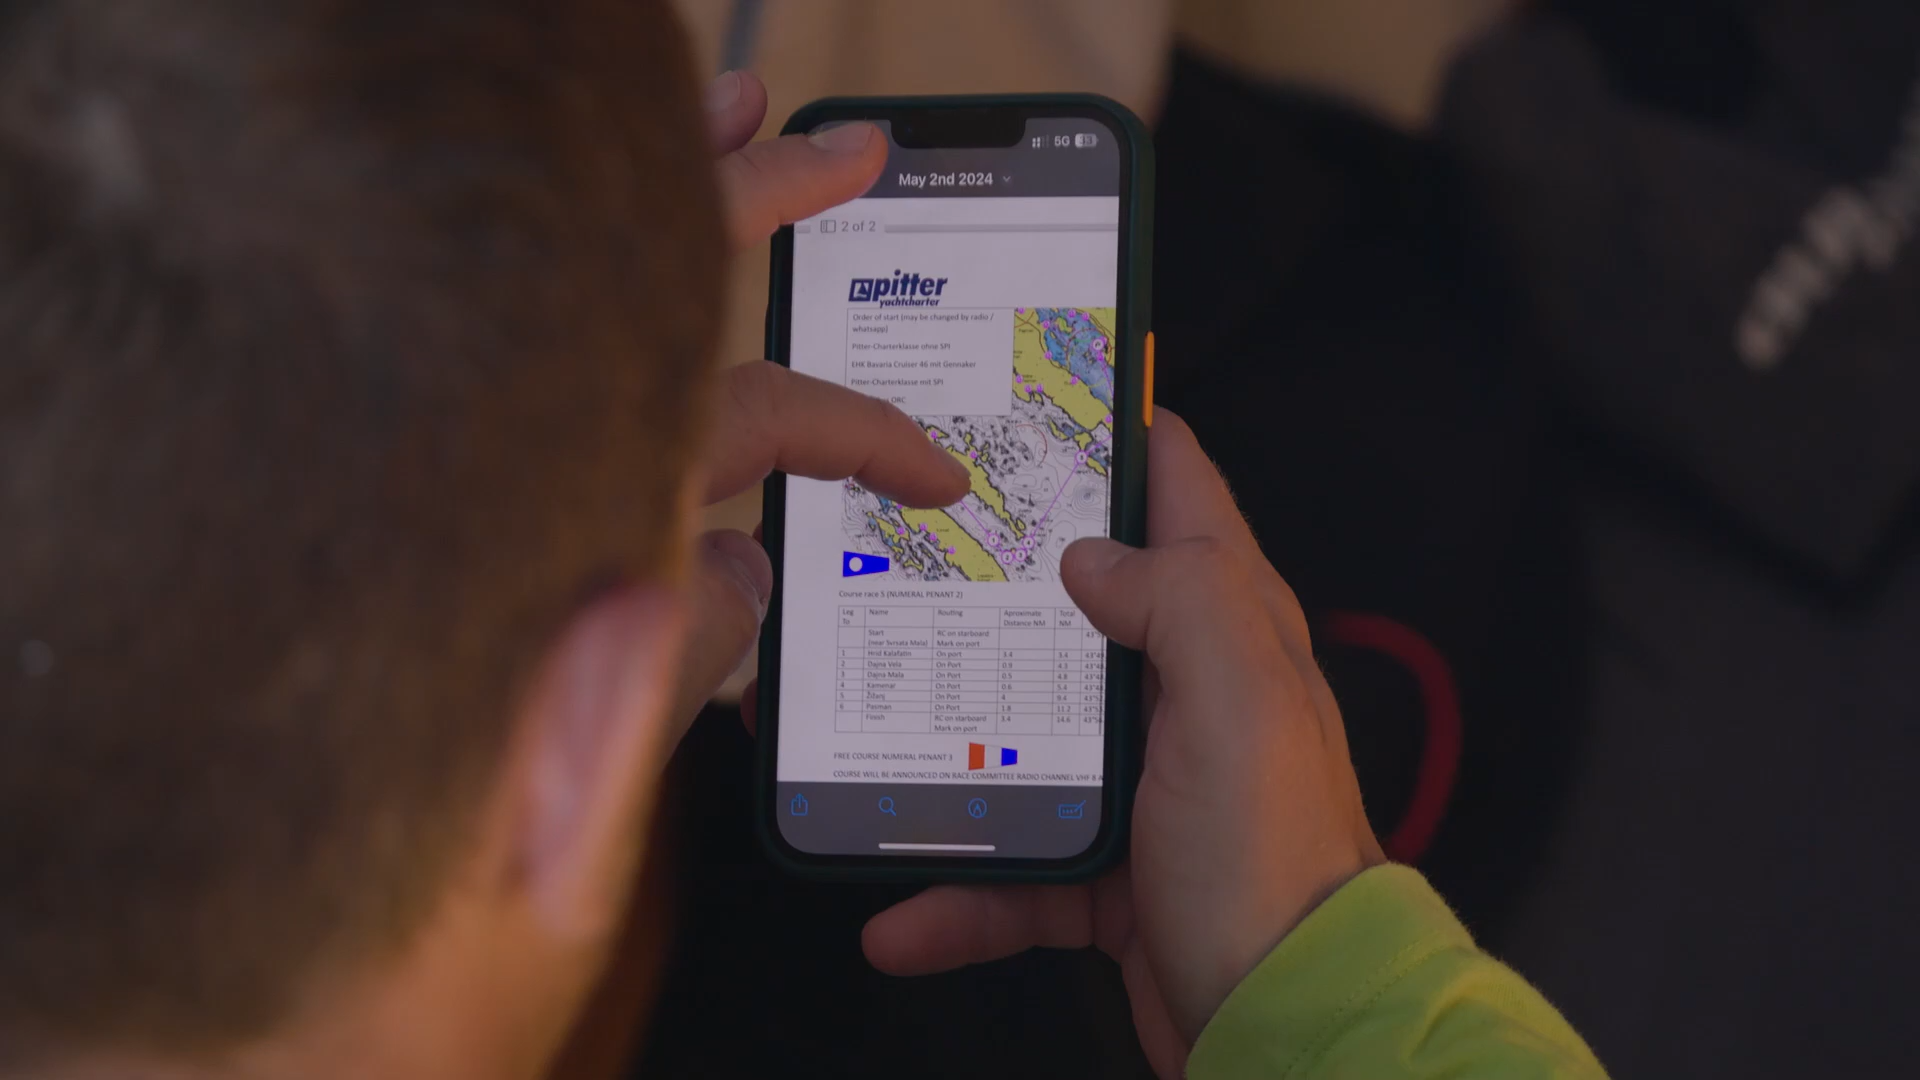 5G
May 2nd 2024
2 of 2
pitter
yachtcharter
Order of start (may be changed by radio /
whatsapp)
Pitter-Charterklasse ohne SPI
EHK Bavaria Cruiser 46 mit Gennaker
Pitter-Charterklasse mit SPI
ORC
Course race 5 (NUMERAL PENANT 2)
Leg To Name Routing Aproximate Distance NM Total NM
Start (near Svrsata Mala) RC on starboard Mark on port
1 Hrid Kalafatin On port 3.4 3.4
2 Dajna Vela On Port 0.9 4.3
3 Dajna Mala On Port 0.5 4.8
4 Kamenar On Port 0.6 5.4
5 Žižanj On Port 4 9.4
6 Pasman On Port 1.8 11.2
Finish RC on starboard Mark on port 3.4 14.6
FREE COURSE NUMERAL PENANT 3
COURSE WILL BE ANNOUNCED ON RACE COMMITTEE RADIO CHANNEL VHF 8 A